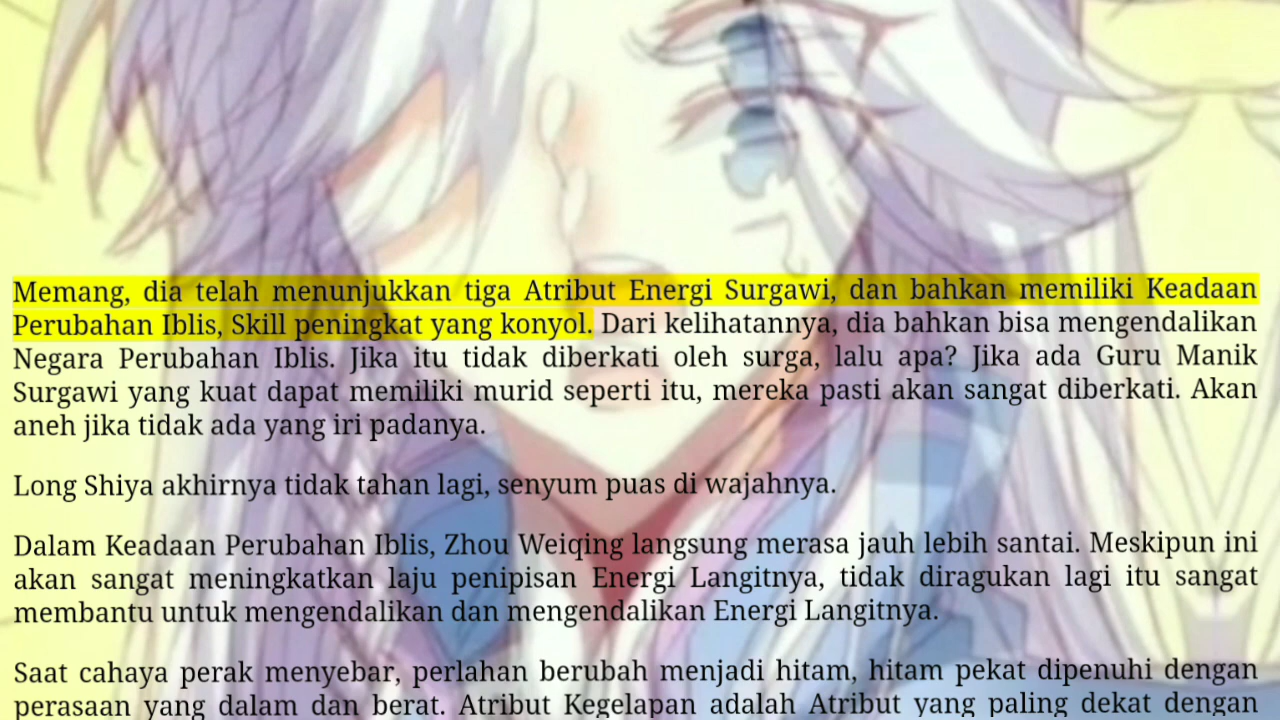 Memang, dia telah menunjukkan tiga Atribut Energi Surgawi, dan bahkan memiliki Keadaan
Perubahan Iblis, Skill peningkat yang konyol. Dari kelihatannya, dia bahkan bisa mengendalikan
Negara Perubahan Iblis. Jika itu tidak diberkati oleh surga, lalu apa? Jika ada Guru Manik
Surgawi yang kuat dapat memiliki murid seperti itu, mereka pasti akan sangat diberkati. Akan
aneh jika tidak ada yang iri padanya.
Long Shiya akhirnya tidak tahan lagi, senyum puas di wajahnya.
Dalam Keadaan Perubahan Iblis, Zhou Weiqing langsung merasa jauh lebih santai. Meskipun ini
akan sangat meningkatkan laju penipisan Energi Langitnya, tidak diragukan lagi itu sangat
membantu untuk mengendalikan dan mengendalikan Energi Langitnya.
Saat cahaya perak menyebar, perlahan berubah menjadi hitam, hitam pekat dipenuhi dengan
perasaan yang dalam dan berat. Atribut Kegelapan adalah Atribut yang paling dekat dengan